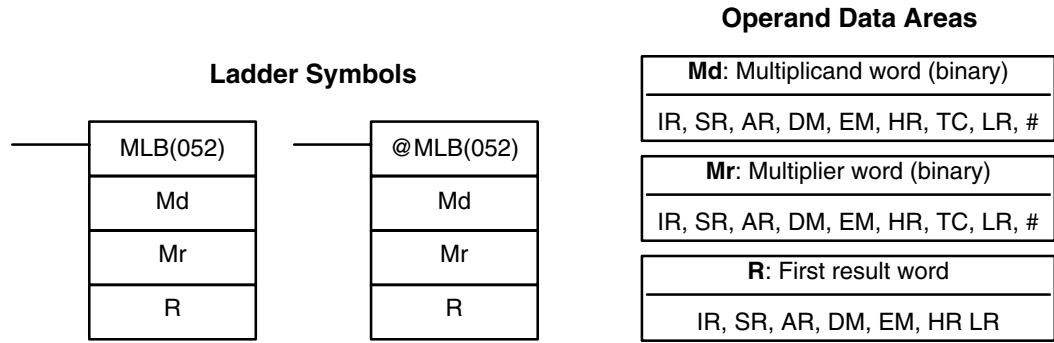 Operand Data Areas
Ladder Symbols
MLB(052)
Md
Mr
R
@MLB(052)
Md
Mr
R
Md: Multiplicand word (binary)
IR, SR, AR, DM, EM, HR, TC, LR, #
Mr: Multiplier word (binary)
IR, SR, AR, DM, EM, HR, TC, LR, #
R: First result word
IR, SR, AR, DM, EM, HR LR